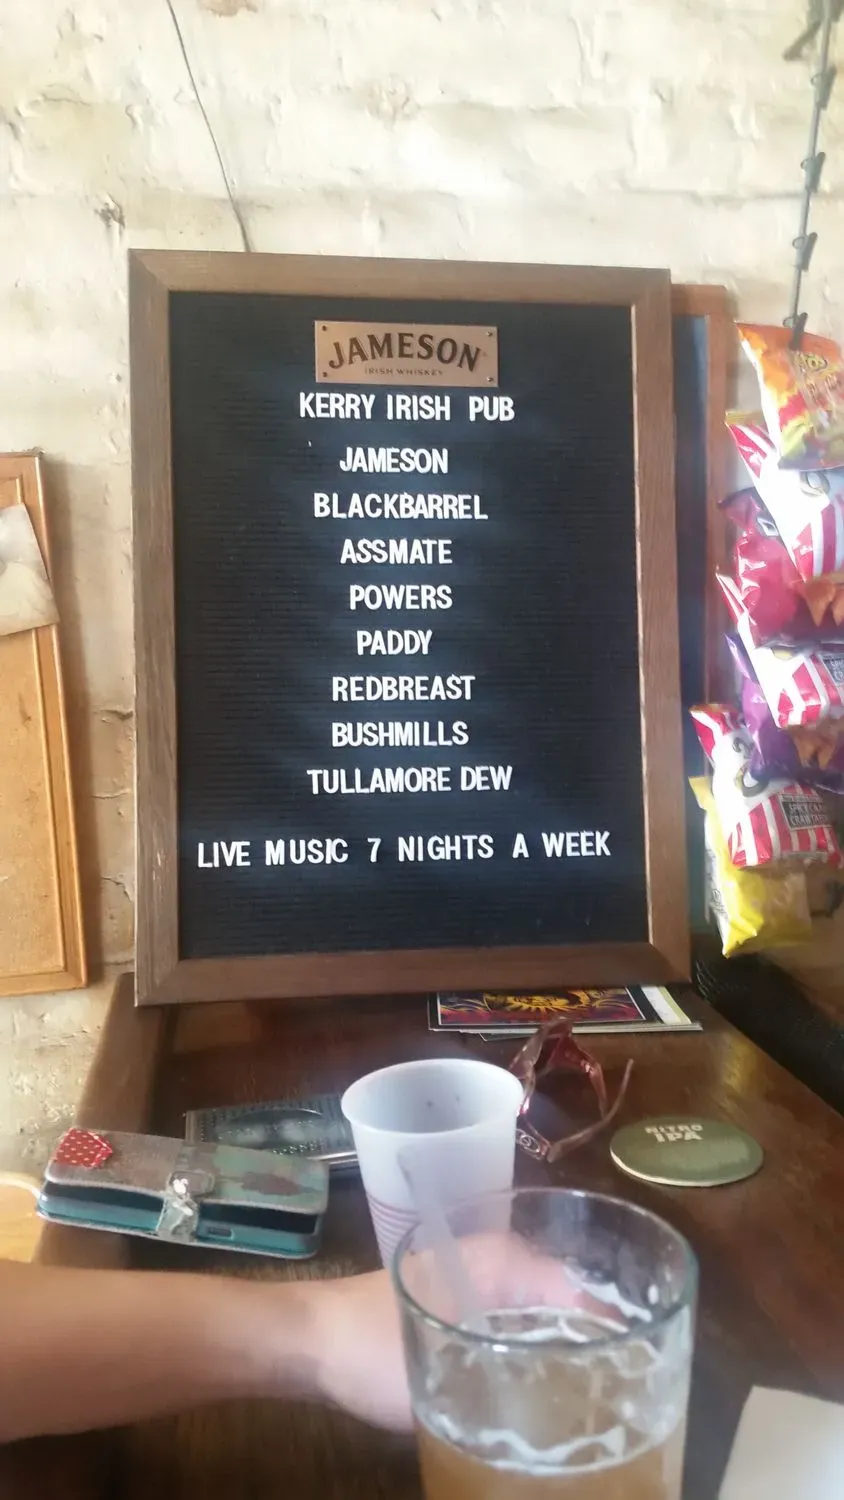 JAMESON
IRISH WHISKEY
KERRY IRISH PUB
JAMESON
BLACKBARREL
ASSMATE
POWERS
PADDY
REDBREAST
BUSHMILLS
TULLAMORE DEW
LIVE MUSIC 7 NIGHTS A WEEK
NITRO
IPA